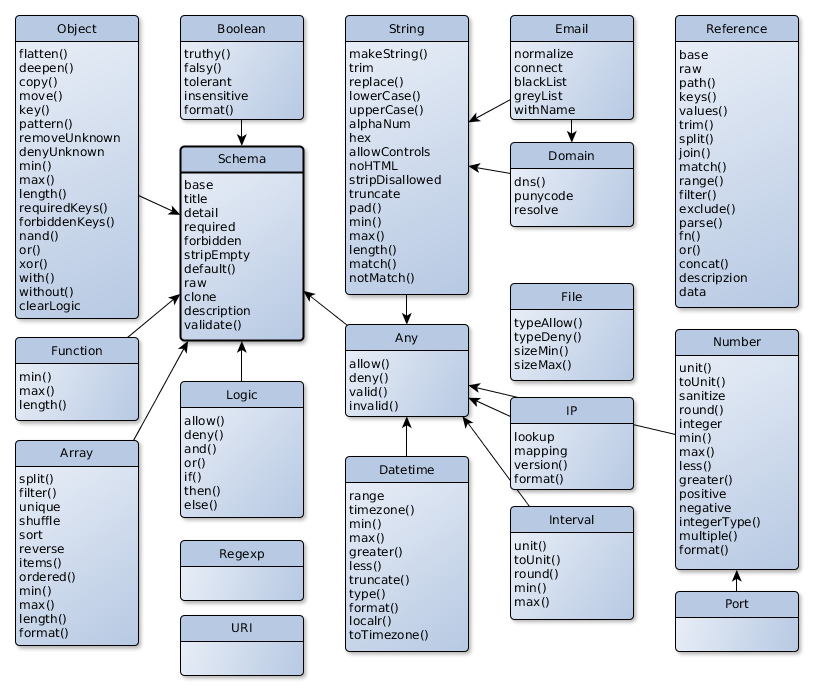 Object
flatten()
deepen()
copy()
move()
key()
pattern()
removeUnknown
denyUnknown
min()
max()
length()
requiredKeys()
forbiddenKeys()
nand()
or()
xor()
with()
without()
clearLogic
Function
min()
max()
length()
Array
split()
filter()
unique
shuffle
sort
reverse
items()
ordered()
min()
max()
length()
format()
Boolean
truthy()
falsy()
tolerant
insensitive
format()
Schema
base
title
detail
required
forbidden
stripEmpty
default()
raw
clone
description
validate()
Logic
allow()
deny()
and()
or()
if()
then()
else()
Regexp
URI
String
makeString()
trim
replace()
lowerCase()
upperCase()
alphaNum
hex
allowControls
noHTML
stripDisallowed
truncate
pad()
min()
max()
length()
match()
notMatch()
Any
allow()
deny()
valid()
invalid()
Datetime
range
timezone()
min()
max()
greater()
less()
truncate()
type()
format()
localr()
toTimezone()
Email
normalize
connect
blackList
greyList
withName
Domain
dns()
punycode
resolve
File
typeAllow()
typeDeny()
sizeMin()
sizeMax()
IP
lookup
mapping
version()
format()
Interval
unit()
toUnit()
round()
min()
max()
Reference
base
raw
path()
keys()
values()
trim()
split()
join()
match()
range()
filter()
exclude()
parse()
fn()
or()
concat()
descripzion
data
Number
unit()
toUnit()
sanitize
round()
integer
min()
max()
less()
greater()
positive
negative
integerType()
multiple()
format()
Port